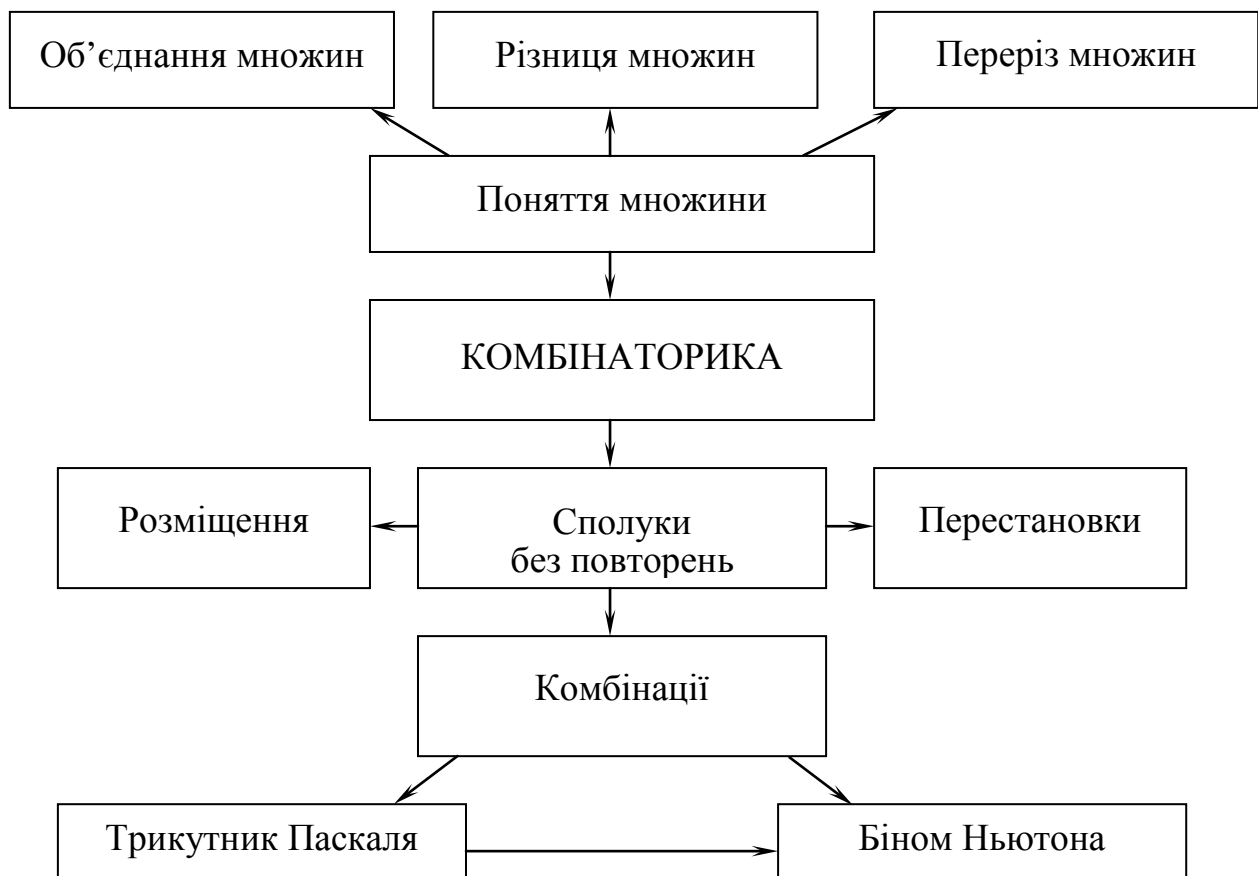 Об’єднання множин
Різниця множин
Переріз множин
Поняття множини
КОМБІНАТОРИКА
Розміщення
Сполуки
без повторень
Перестановки
Комбінації
Трикутник Паскаля
Біном Ньютона